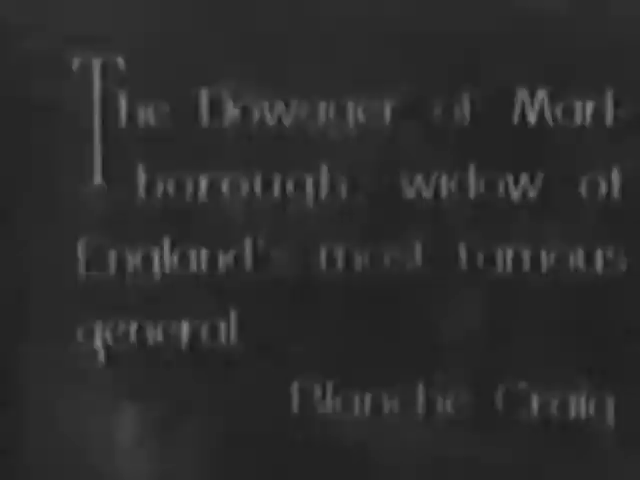 The Dowager of Marl-
borough, widow of
England's most famous
general
Blanche Craig